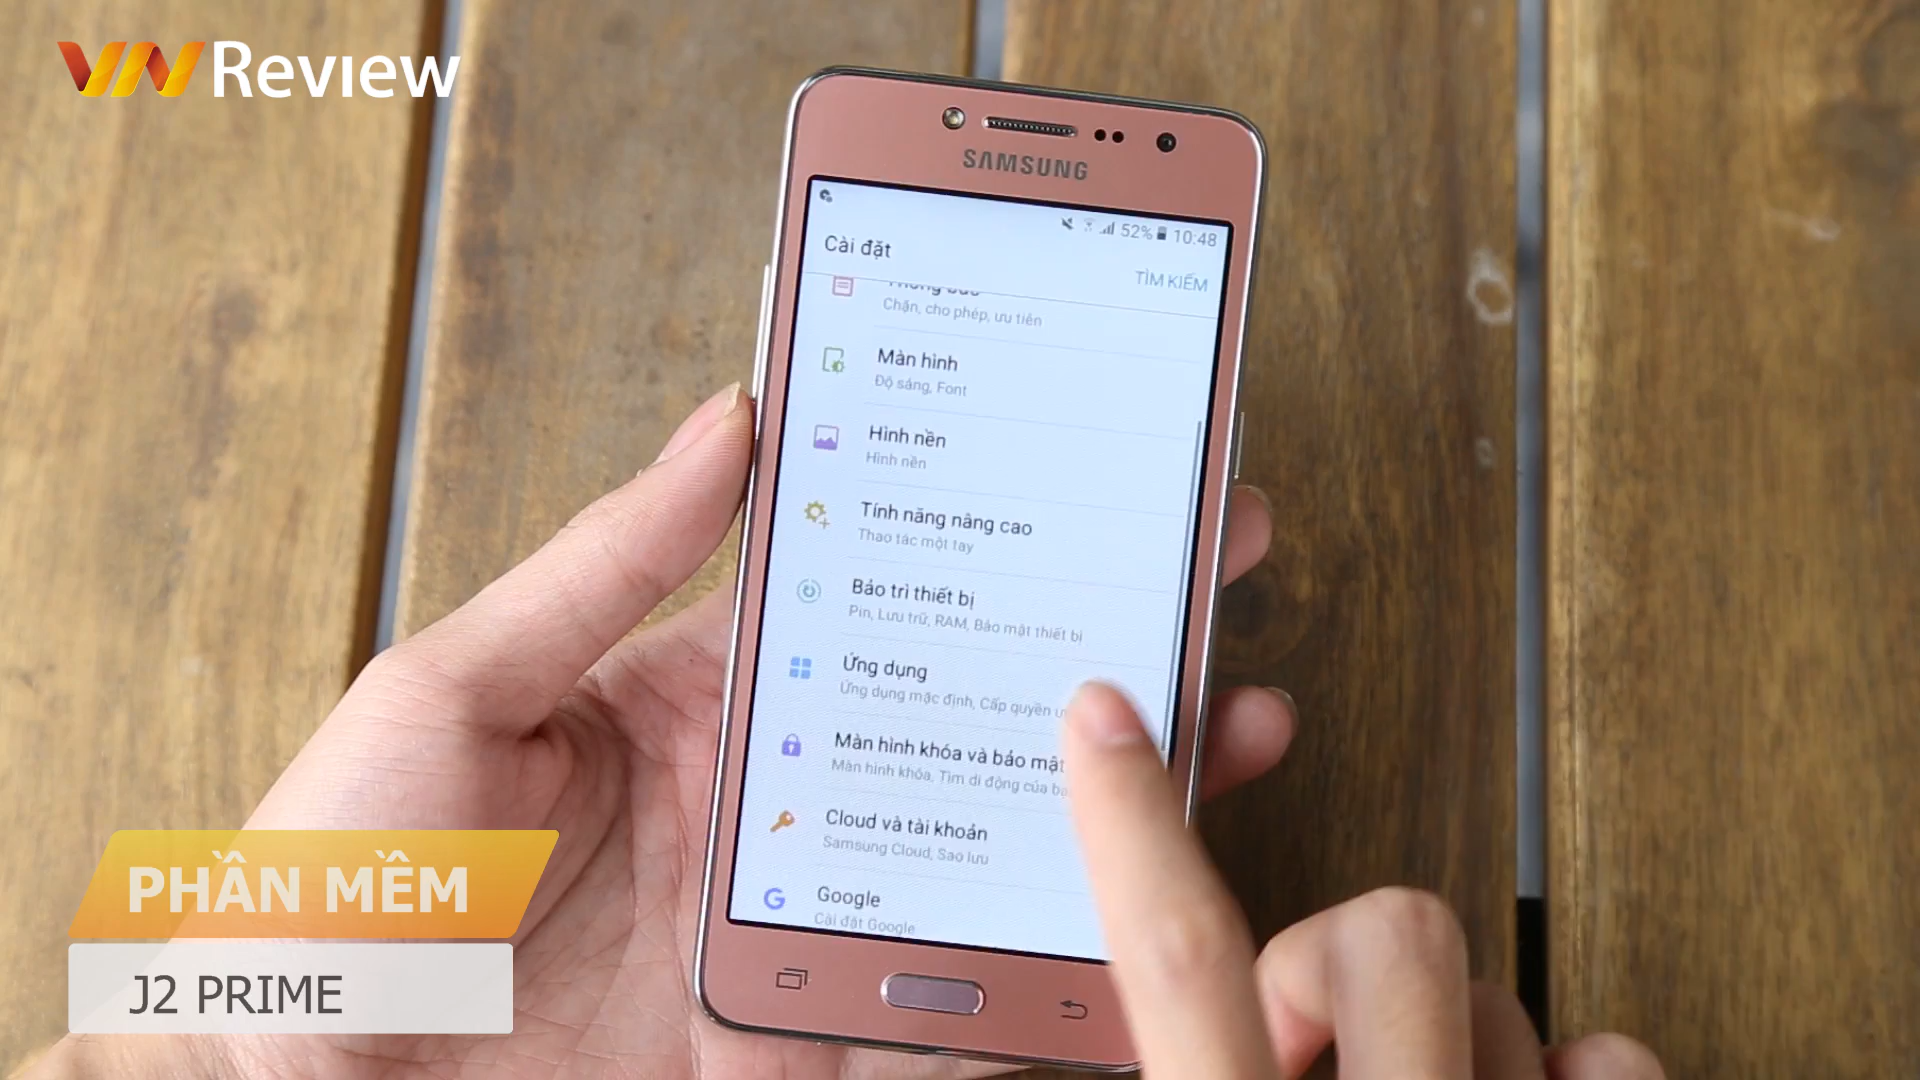 VN Review
SAMSUNG
52% 10:48
Cài đặt
TÌM KIẾM
Thông báo
Chặn, cho phép, ưu tiên
Màn hình
Độ sáng, Font
Hình nền
Hình nền
Tính năng nâng cao
Thao tác một tay
Bảo trì thiết bị
Pin, Lưu trữ, RAM, Bảo mật thiết bị
Ứng dụng
Ứng dụng mặc định, Cấp quyền
Màn hình khóa và bảo mật
Màn hình khóa, Tìm di động của
Cloud và tài khoản
Samsung Cloud, Sao lưu
Google
Cài đặt Google
PHẦN MỀM
J2 PRIME